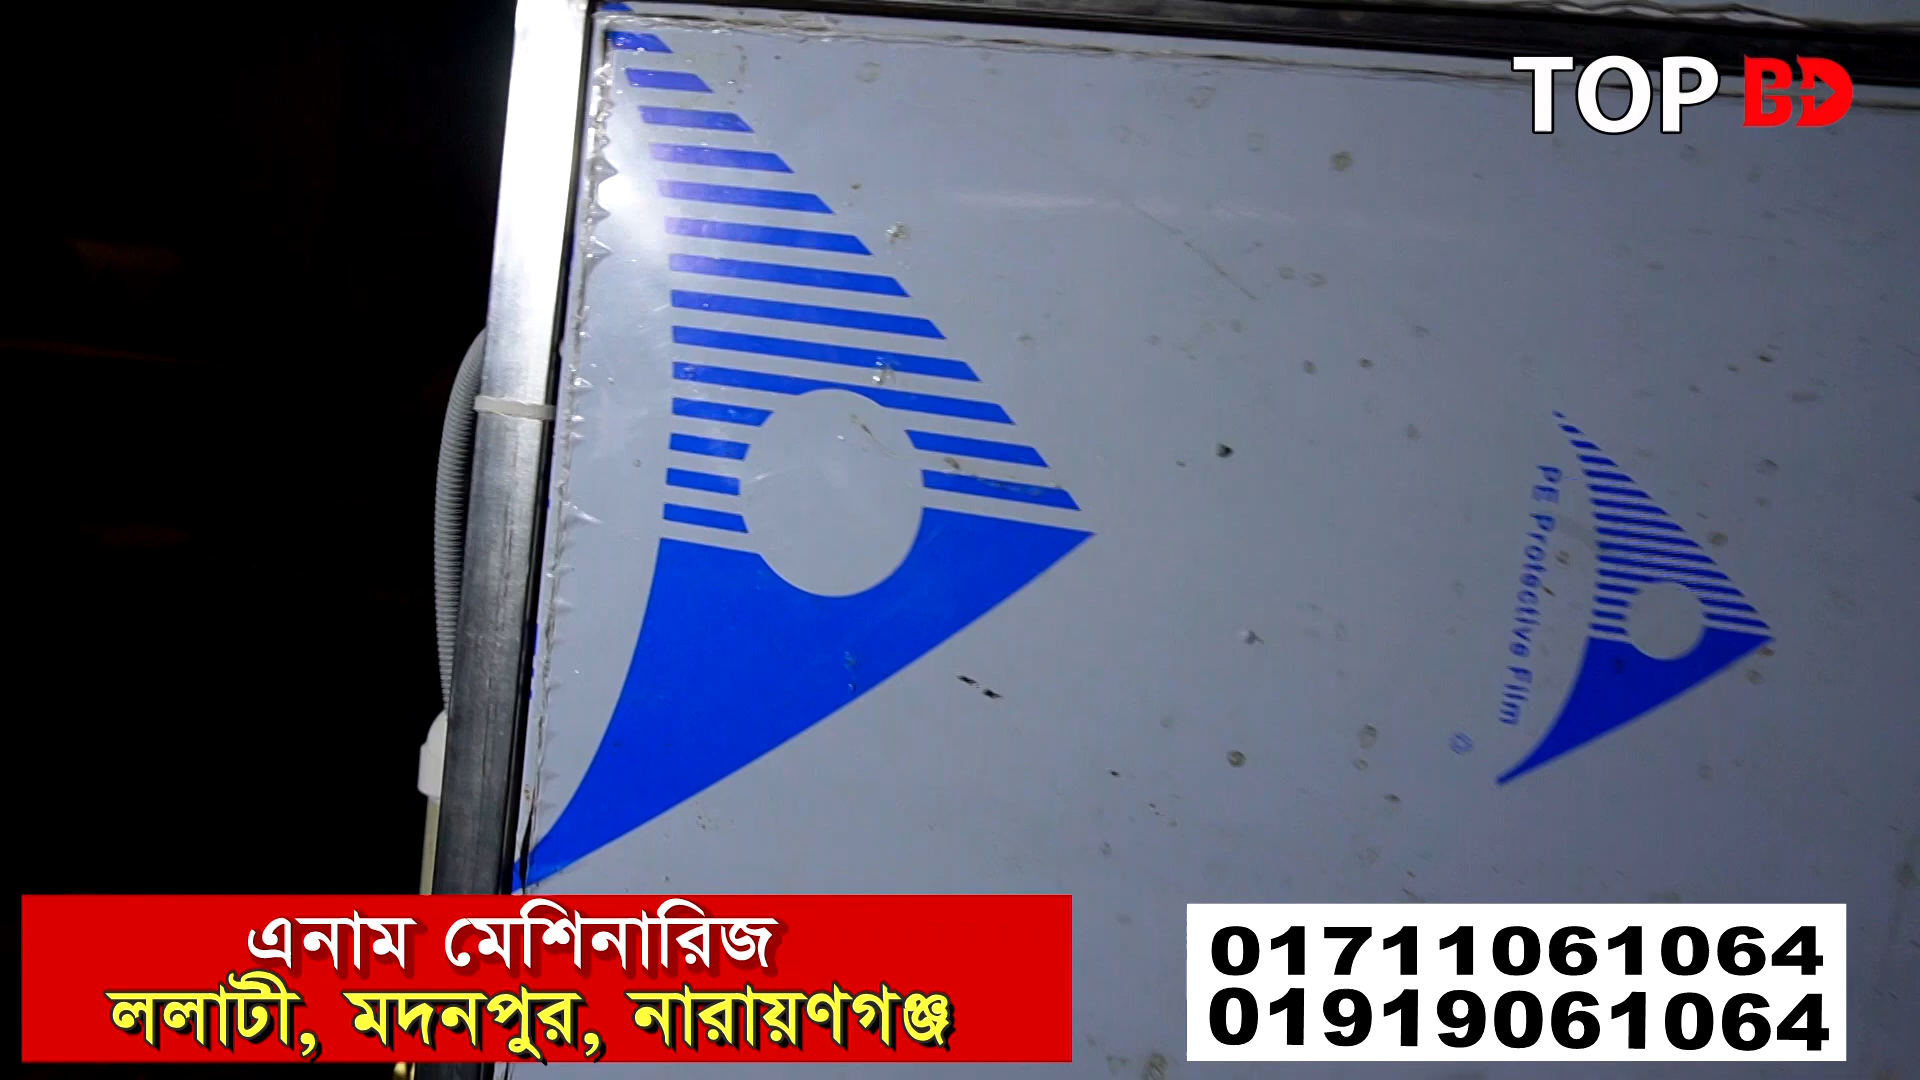 TOP BD
PE Protective Film
এনাম মেশিনারিজ
ললাটী, মদনপুর, নারায়ণগঞ্জ
01711061064
01919061064